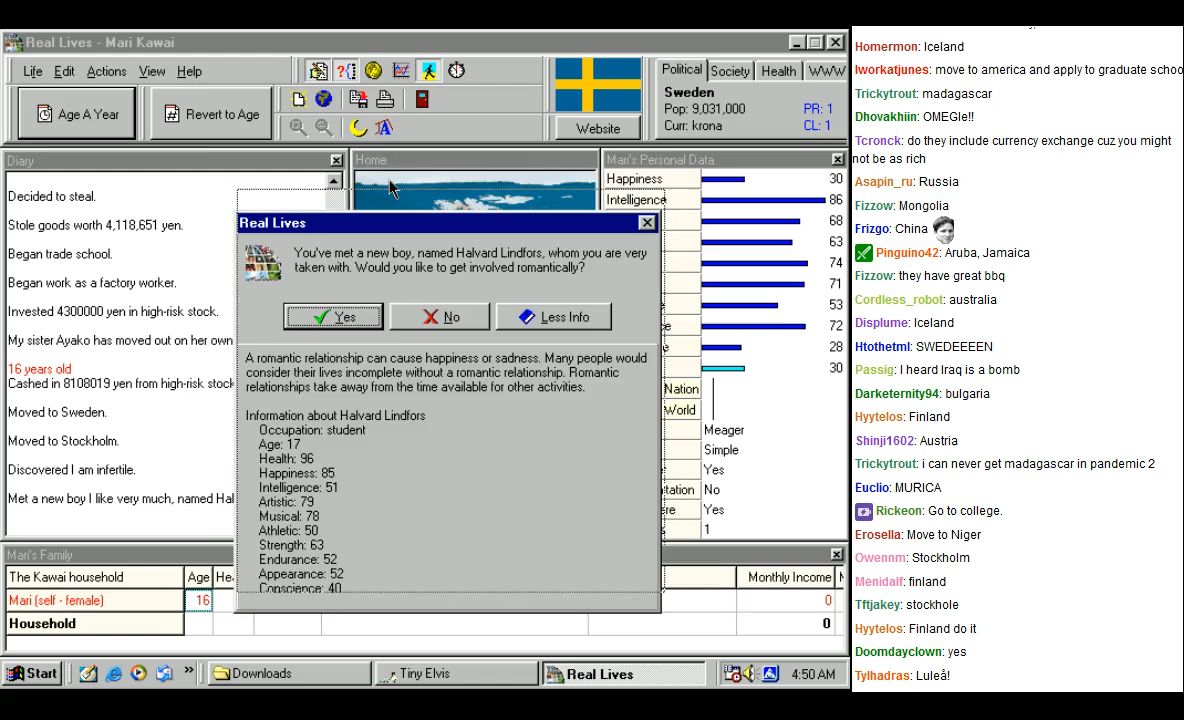 Real Lives - Mari Kawai
Life Edit Actions View Help
Age A Year
Revert to Age
Website
Political Society Health WWW
Sweden
Pop: 9,031,000 PR: 1
Curr: krona CL: 1
Diary
Decided to steal.
Stole goods worth 4,118,651 yen.
Began trade school.
Began work as a factory worker.
Invested 4300000 yen in high-risk stock.
My sister Ayako has moved out on her own
16 years old
Cashed in 8108019 yen from high-risk stock
Moved to Sweden.
Moved to Stockholm.
Discovered I am infertile.
Met a new boy I like very much, named Hal
Home
Mari's Personal Data
Happiness 30
Intelligence 86
68
63
74
71
53
72
28
30
Nation
World
Meager
Simple
Yes
No
Yes
1
Real Lives
You've met a new boy, named Halvard Lindfors, whom you are very
taken with. Would you like to get involved romantically?
Yes No Less Info
A romantic relationship can cause happiness or sadness. Many people would
consider their lives incomplete without a romantic relationship. Romantic
relationships take away from the time available for other activities.
Information about Halvard Lindfors
Occupation: student
Age: 17
Health: 96
Happiness: 85
Intelligence: 51
Artistic: 79
Musical: 78
Athletic: 50
Strength: 63
Endurance: 52
Appearance: 52
Conscience: 40
Mari's Family
The Kawai household Age Monthly Income
Mari (self - female) 16 0
Household 0
Start
Downloads
Tiny Elvis
Real Lives
4:50 AM
Homermon: Iceland
Iworkatjunes: move to america and apply to graduate schoo
Trickytrout: madagascar
Dhovakhiin: OMEGle!!
Tcronck: do they include currency exchange cuz you might
not be as rich
Asapin_ru: Russia
Fizzow: Mongolia
Frizgo: China
Pinguino42: Aruba, Jamaica
Fizzow: they have great bbq
Cordless_robot: australia
Displume: Iceland
Htothetml: SWEDEEEEN
Passig: I heard Iraq is a bomb
Darketernity94: bulgaria
Hyytelos: Finland
Shinji1602: Austria
Trickytrout: i can never get madagascar in pandemic 2
Euclio: MURICA
Rickeon: Go to college.
Erosella: Move to Niger
Owennm: Stockholm
Menidalf: finland
Tftjakey: stockhole
Hyytelos: Finland do it
Doomdayclown: yes
Tylhadras: Luleå!